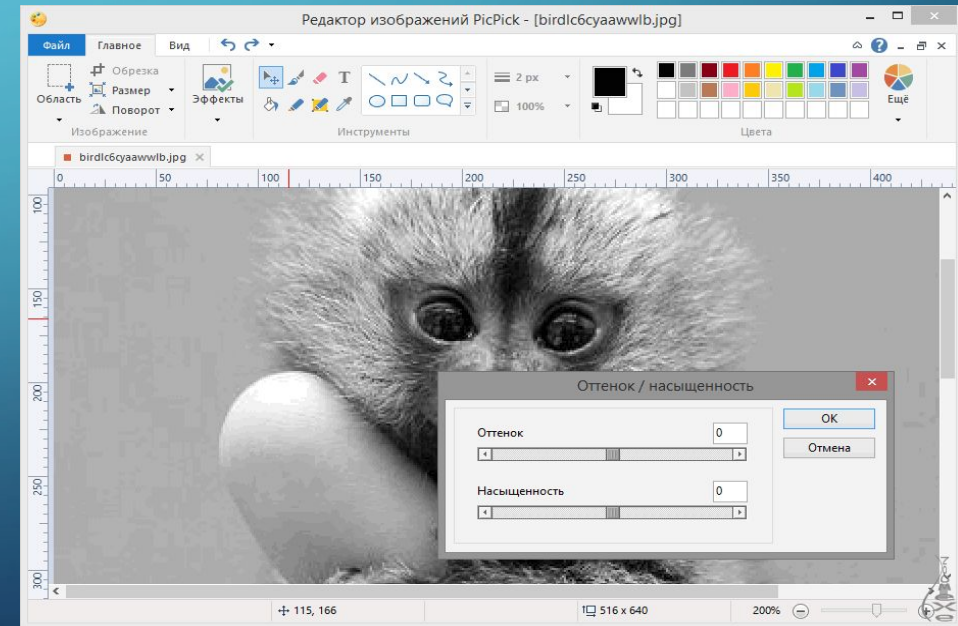 Редактор изображений PicPick - [birdlc6cyaawwlb.jpg]
Файл Главное Вид
Область
Обрезка
Размер
Поворот
Изображение
Эффекты
T
Инструменты
2 px
100%
Цвета
Ещё
birdlc6cyaawwlb.jpg
0 50 100 150 200 250 300 350 400
100
150
200
250
300
Оттенок / насыщенность
Оттенок 0
Насыщенность 0
OK
Отмена
115, 166
516 x 640
200%